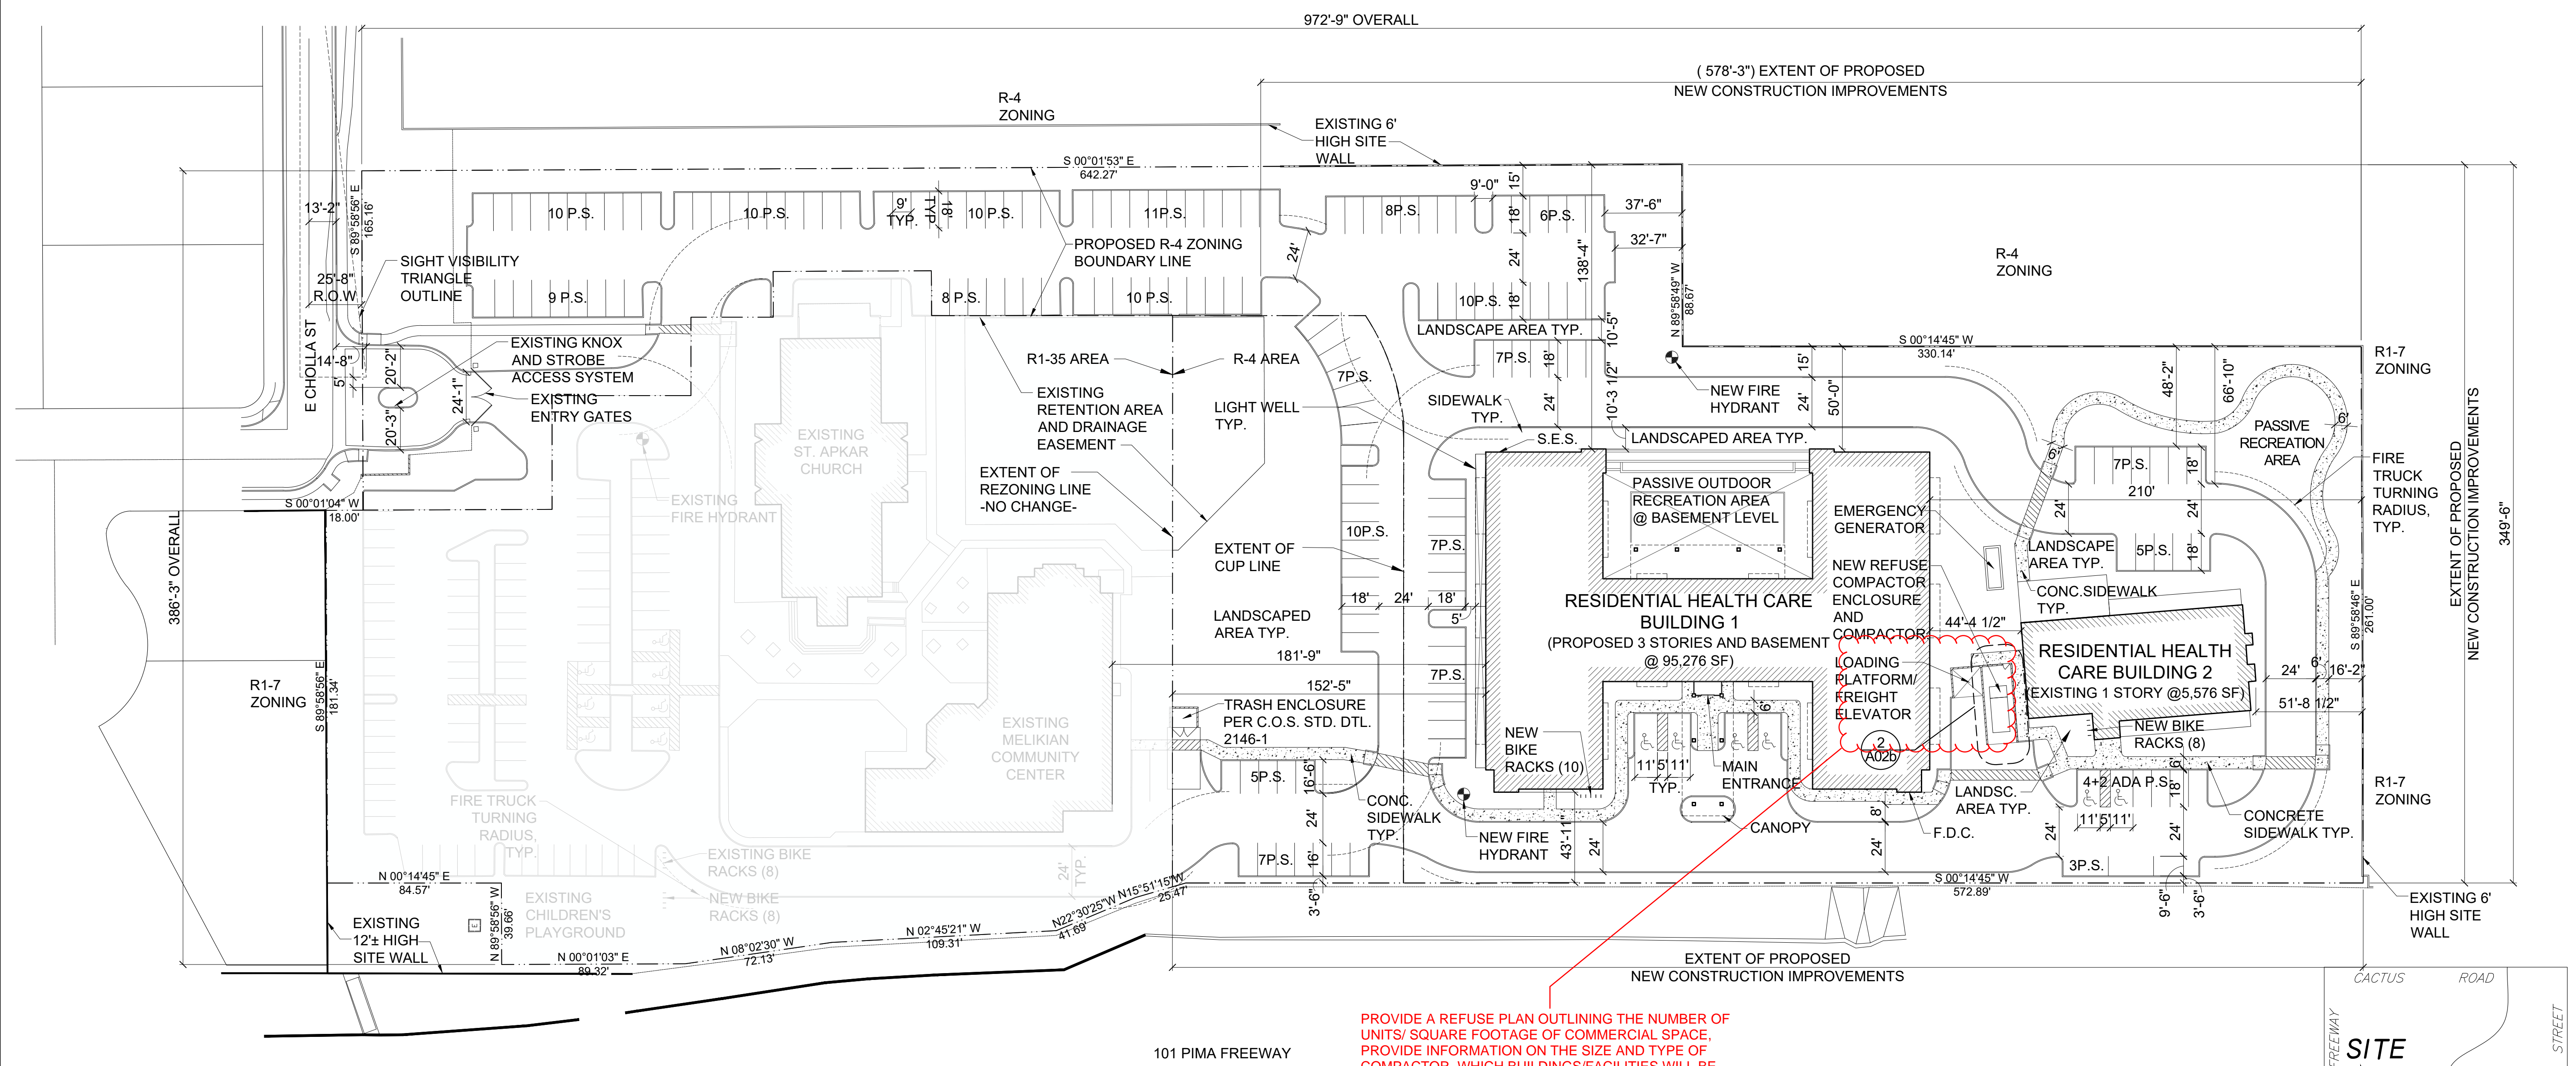 972'-9" OVERALL
( 578'-3") EXTENT OF PROPOSED
NEW CONSTRUCTION IMPROVEMENTS
R-4
ZONING
EXISTING 6'
HIGH SITE
WALL
S 00°01'53" E
642.27'
13'-2"
S 89°58'56" E
165.16'
10 P.S.
10 P.S.
9'
TYP.
18'
TYP
10 P.S.
11P.S.
8P.S.
9'-0"
15'
18'
6P.S.
37'-6"
32'-7"
24'
24'
138'-4"
PROPOSED R-4 ZONING
BOUNDARY LINE
R-4
ZONING
SIGHT VISIBILITY
TRIANGLE
OUTLINE
25'-8"
R.O.W
9 P.S.
8 P.S.
10 P.S.
10P.S.
18'
N 89°58'49" W
88.67'
E CHOLLA ST
14'-8"
5'
20'-2"
24'-1"
20'-3"
EXISTING KNOX
AND STROBE
ACCESS SYSTEM
EXISTING
ENTRY GATES
LANDSCAPE AREA TYP.
10'-5"
7P.S.
18'
24'
10'-3 1/2"
7P.S.
R1-35 AREA
R-4 AREA
EXISTING
RETENTION AREA
AND DRAINAGE
EASEMENT
LIGHT WELL
TYP.
SIDEWALK
TYP.
S.E.S.
LANDSCAPED AREA TYP.
NEW FIRE
HYDRANT
15'
24'
50'-0"
S 00°14'45" W
330.14'
48'-2"
66'-10"
R1-7
ZONING
PASSIVE
RECREATION
AREA
6'
6'
FIRE
TRUCK
TURNING
RADIUS,
TYP.
EXTENT OF PROPOSED
NEW CONSTRUCTION IMPROVEMENTS
349'-6"
386'-3" OVERALL
S 00°01'04" W
18.00'
EXISTING
ST. APKAR
CHURCH
EXISTING
FIRE HYDRANT
EXTENT OF
REZONING LINE
-NO CHANGE-
EXTENT OF
CUP LINE
10P.S.
7P.S.
PASSIVE OUTDOOR
RECREATION AREA
@ BASEMENT LEVEL
EMERGENCY
GENERATOR
7P.S.
18'
210'
24'
24'
5P.S.
18'
LANDSCAPE
AREA TYP.
CONC.SIDEWALK
TYP.
NEW REFUSE
COMPACTOR
ENCLOSURE
AND
COMPACTOR
44'-4 1/2"
S 89°58'46" E
261.00'
18'
24'
18'
5'
LANDSCAPED
AREA TYP.
RESIDENTIAL HEALTH CARE
BUILDING 1
(PROPOSED 3 STORIES AND BASEMENT
@ 95,276 SF)
LOADING
PLATFORM/
FREIGHT
ELEVATOR
RESIDENTIAL HEALTH
CARE BUILDING 2
(EXISTING 1 STORY @5,576 SF)
24'
6'
16'-2"
51'-8 1/2"
R1-7
ZONING
S 89°58'56" E
181.34'
181'-9"
152'-5"
7P.S.
TRASH ENCLOSURE
PER C.O.S. STD. DTL.
2146-1
EXISTING
MELIKIAN
COMMUNITY
CENTER
NEW
BIKE
RACKS (10)
11'
5'
11'
TYP.
6'
MAIN
ENTRANCE
2
A02b
NEW BIKE
RACKS (8)
5P.S.
16'-6"
24'
CONC.
SIDEWALK
TYP.
NEW FIRE
HYDRANT
43'-11"
24'
CANOPY
8'
24'
F.D.C.
LANDSC.
AREA TYP.
4+2 ADA P.S.
6'
18'
11'
5'
11'
24'
24'
CONCRETE
SIDEWALK TYP.
R1-7
ZONING
FIRE TRUCK
TURNING
RADIUS,
TYP.
EXISTING BIKE
RACKS (8)
NEW BIKE
RACKS (8)
24'
TYP.
7P.S.
16'
3'-6"
3P.S.
9'-6"
3'-6"
S 00°14'45" W
572.89'
EXISTING 6'
HIGH SITE
WALL
N 00°14'45" E
84.57'
N 89°58'56" W
39.66'
E
EXISTING
CHILDREN'S
PLAYGROUND
EXISTING
12'± HIGH
SITE WALL
N 00°01'03" E
89.32'
N 08°02'30" W
72.13'
N 02°45'21" W
109.31'
N22°30'25"W
41.69'
N15°51'15"W
25.47'
EXTENT OF PROPOSED
NEW CONSTRUCTION IMPROVEMENTS
101 PIMA FREEWAY
PROVIDE A REFUSE PLAN OUTLINING THE NUMBER OF
UNITS/ SQUARE FOOTAGE OF COMMERCIAL SPACE,
PROVIDE INFORMATION ON THE SIZE AND TYPE OF
COMPACTOR, WHICH BUILDINGS/FACILITIES WILL BE
CACTUS ROAD
FREEWAY
SITE
STREET